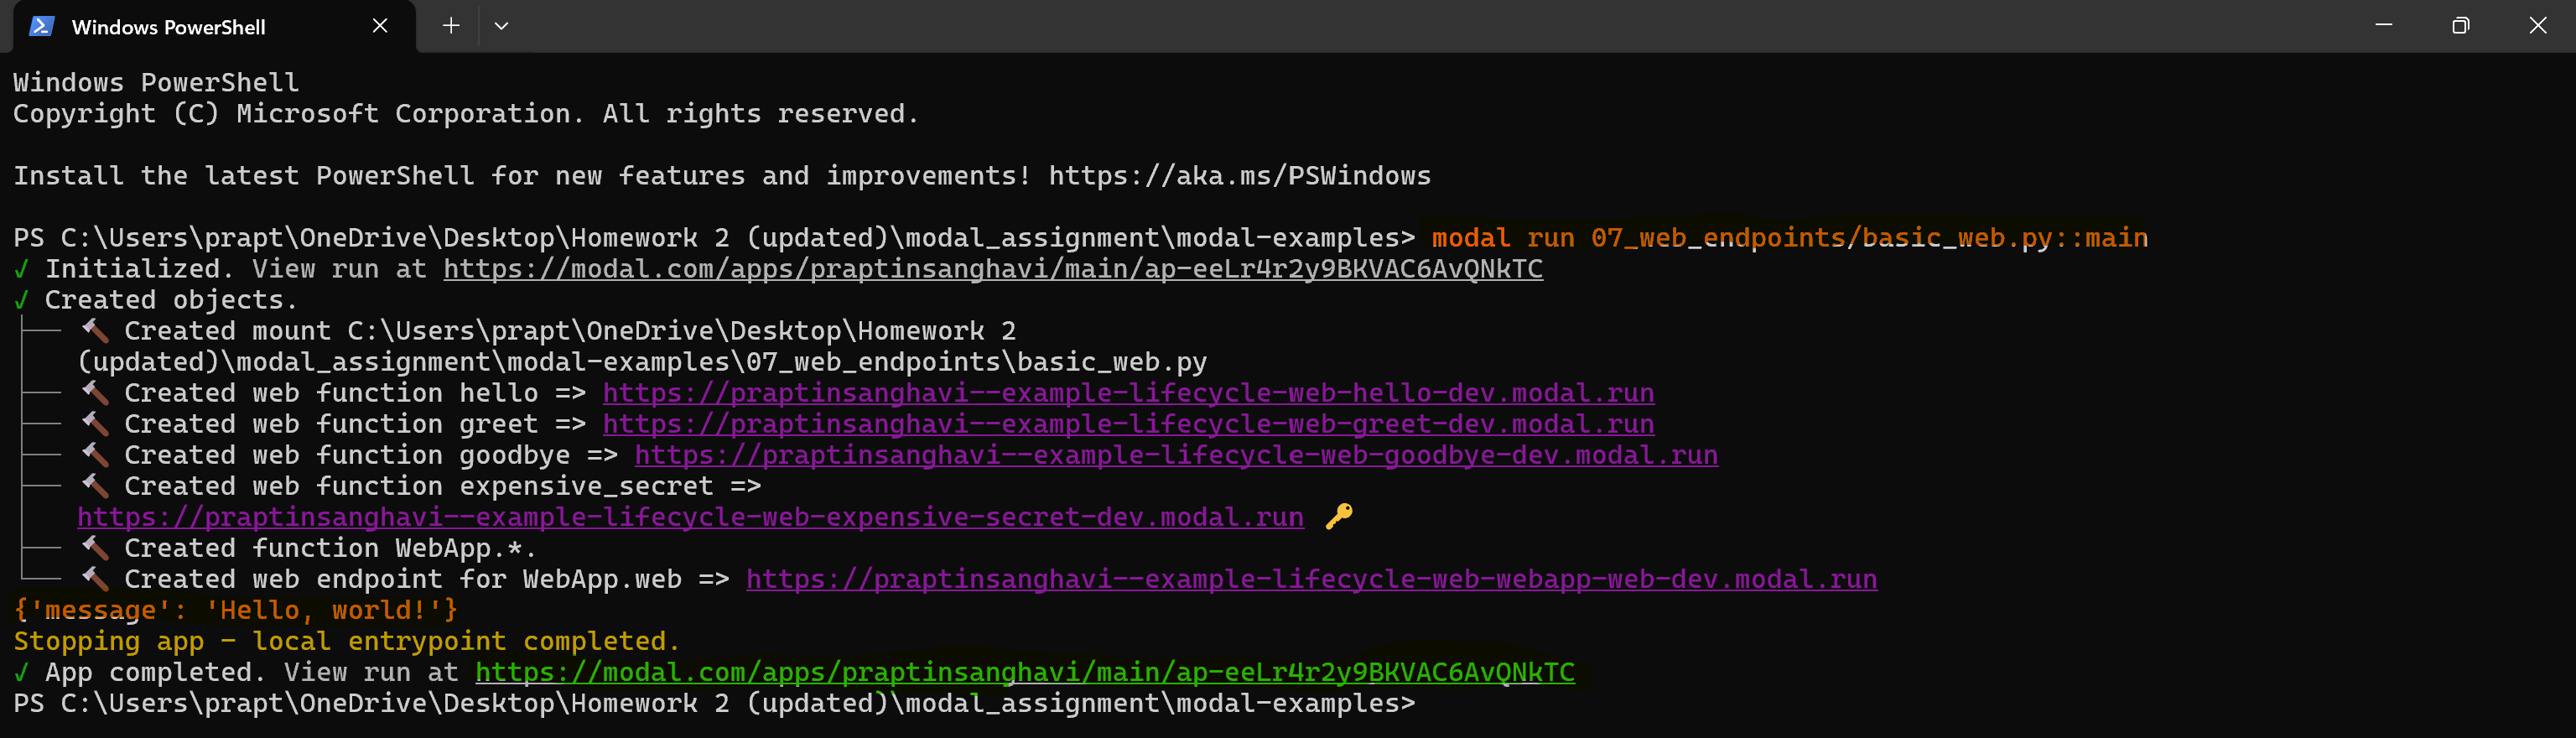 Windows PowerShell
Windows PowerShell
Copyright (C) Microsoft Corporation. All rights reserved.
Install the latest PowerShell for new features and improvements! https://aka.ms/PSWindows
PS C:\Users\prapt\OneDrive\Desktop\Homework 2 (updated)\modal_assignment\modal-examples> modal run 07_web_endpoints/basic_web.py::main
✓ Initialized. View run at https://modal.com/apps/praptinsanghavi/main/ap-eeLr4r2y9BKVAC6AvQNkTC
✓ Created objects.
├── 🔨 Created mount C:\Users\prapt\OneDrive\Desktop\Homework 2
│   (updated)\modal_assignment\modal-examples\07_web_endpoints\basic_web.py
├── 🔨 Created web function hello => https://praptinsanghavi--example-lifecycle-web-hello-dev.modal.run
├── 🔨 Created web function greet => https://praptinsanghavi--example-lifecycle-web-greet-dev.modal.run
├── 🔨 Created web function goodbye => https://praptinsanghavi--example-lifecycle-web-goodbye-dev.modal.run
├── 🔨 Created web function expensive_secret =>
│   https://praptinsanghavi--example-lifecycle-web-expensive-secret-dev.modal.run 🔑
├── 🔨 Created function WebApp.*.
└── 🔨 Created web endpoint for WebApp.web => https://praptinsanghavi--example-lifecycle-web-webapp-web-dev.modal.run
{'message': 'Hello, world!'}
Stopping app - local entrypoint completed.
✓ App completed. View run at https://modal.com/apps/praptinsanghavi/main/ap-eeLr4r2y9BKVAC6AvQNkTC
PS C:\Users\prapt\OneDrive\Desktop\Homework 2 (updated)\modal_assignment\modal-examples>